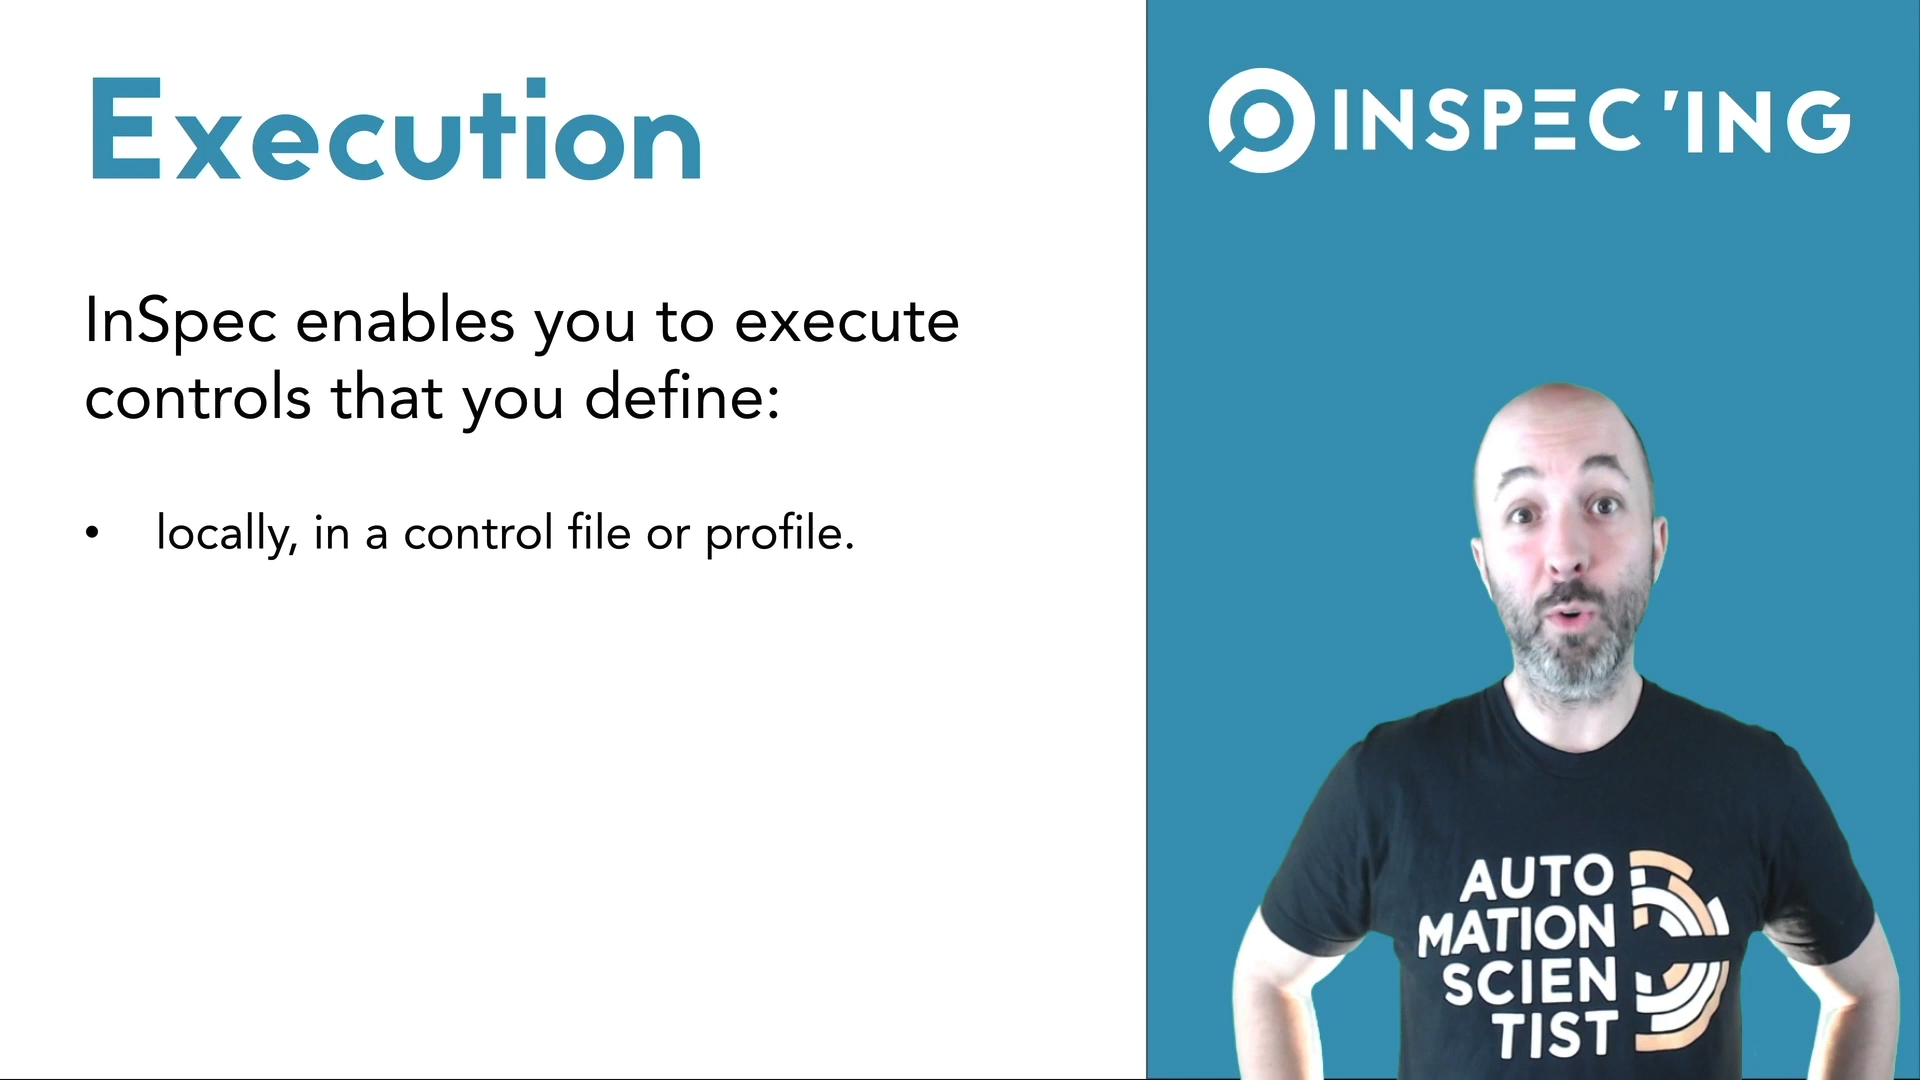 Execution
InSpec enables you to execute
controls that you define:
• locally, in a control file or profile.
INSPEC'ING
AUTO
MATION
SCIEN
TIST